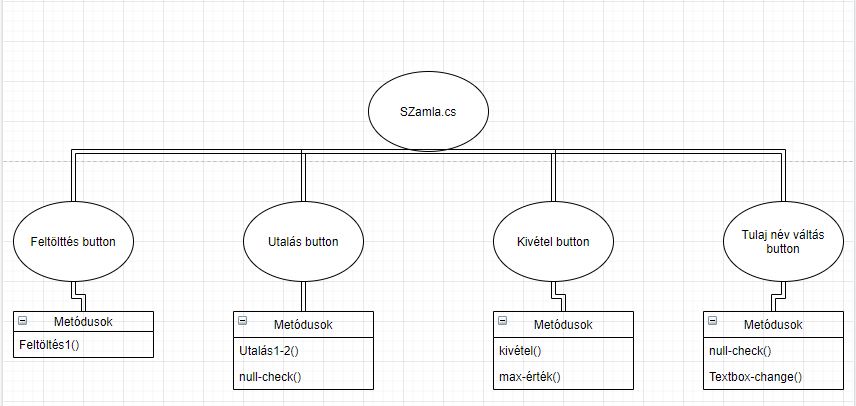 SZamla.cs
Feltölttés button
Utalás button
Kivétel button
Tulaj név váltás
button
Metódusok
Feltöltés1()
Metódusok
Utalás1-2()
null-check()
Metódusok
kivétel()
max-érték()
Metódusok
null-check()
Textbox-change()